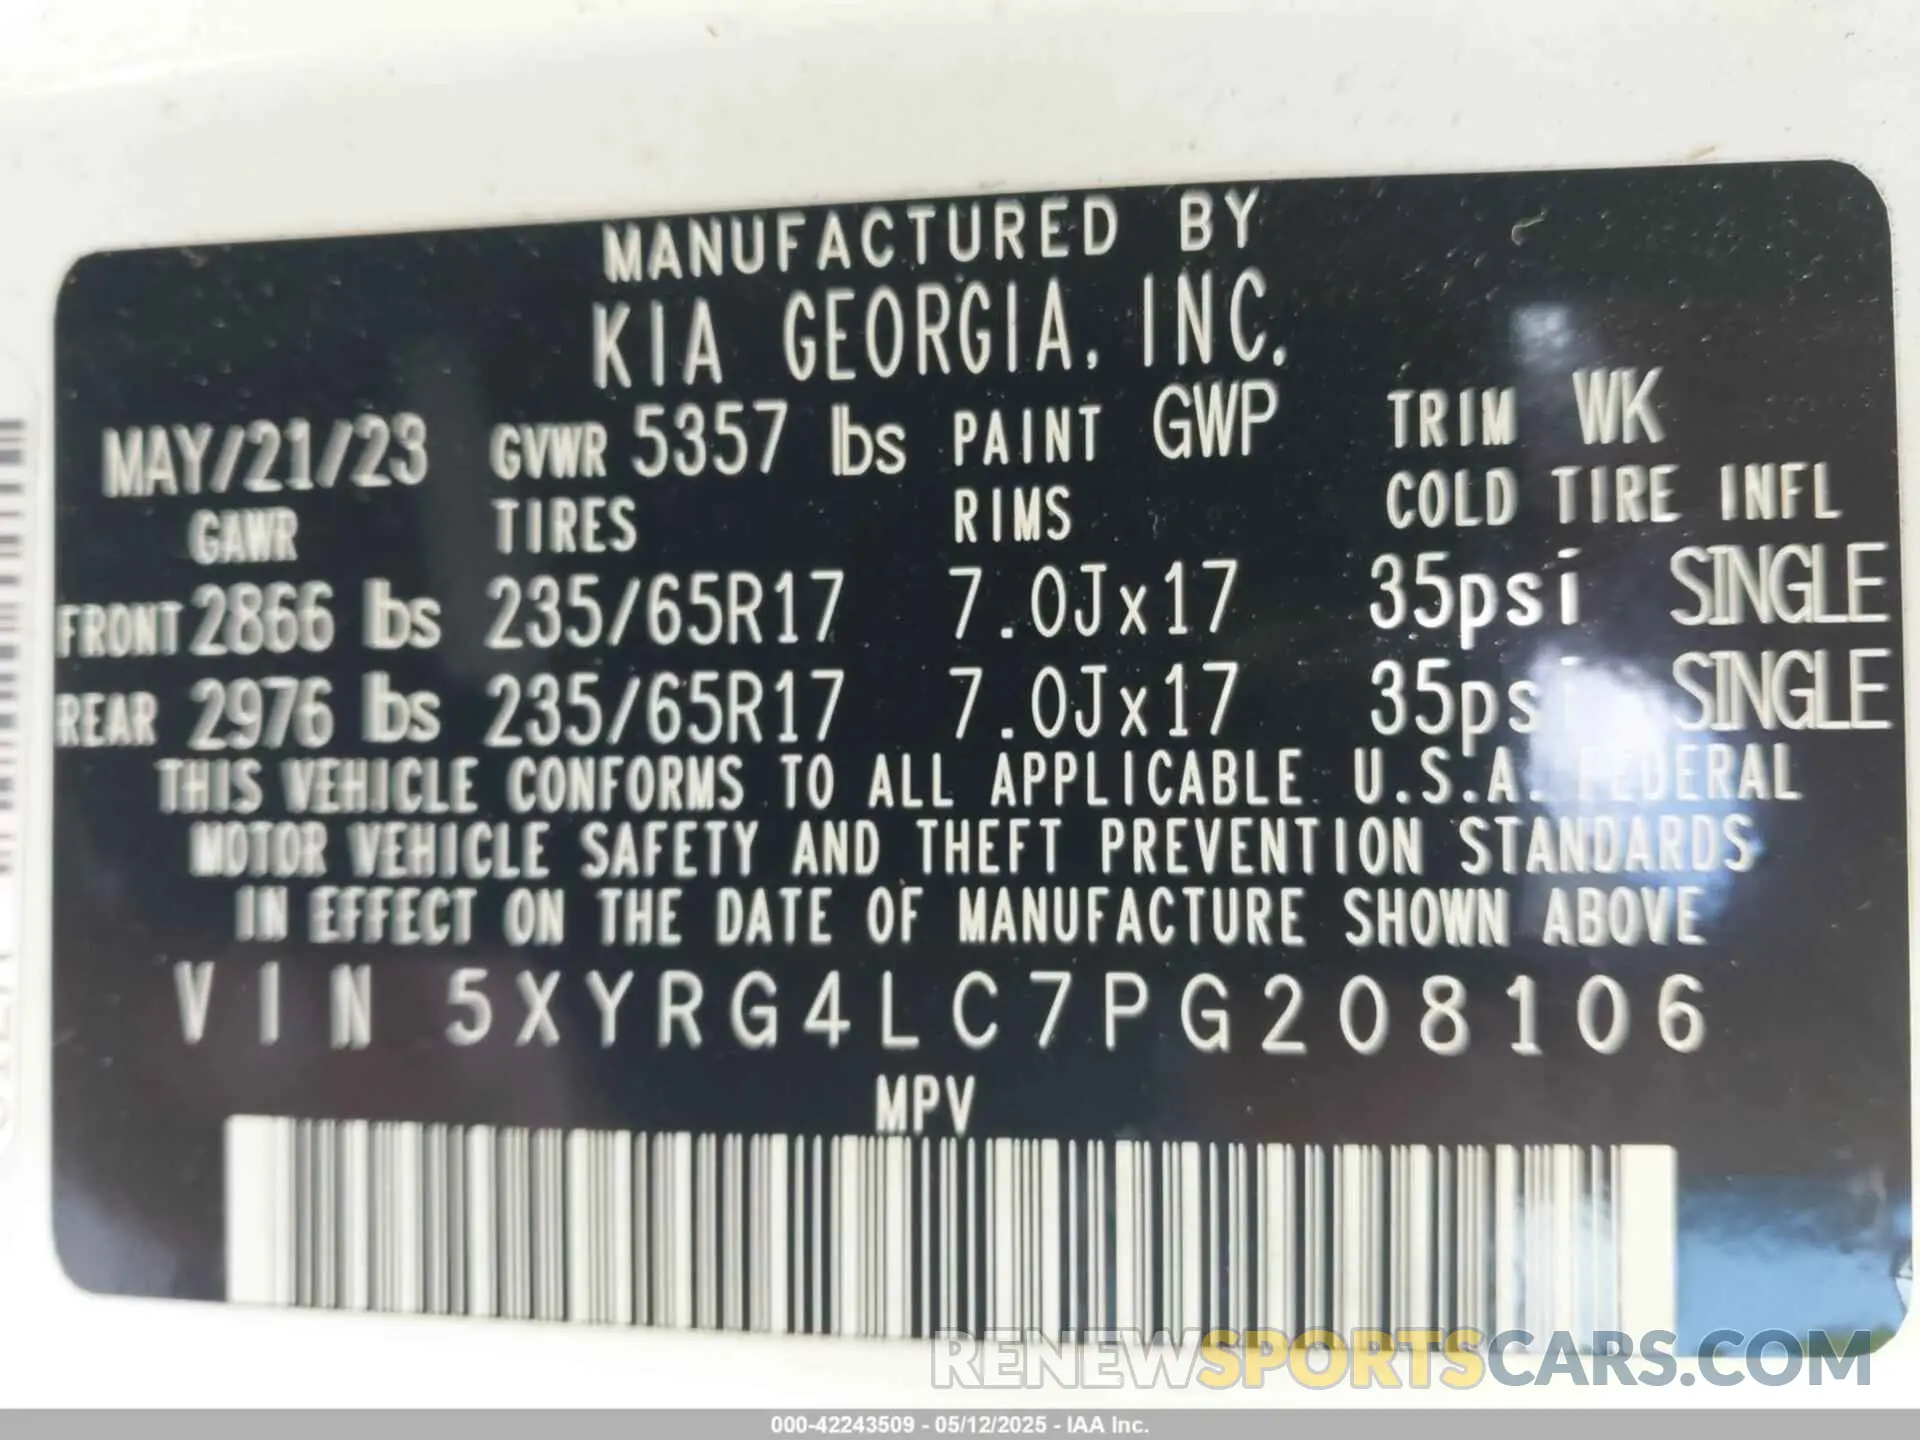 MANUFACTURED BY
KIA GEORGIA, INC.
MAY/21/23 GVWR 5357 lbs PAINT GWP TRIM WK
GAWR TIRES RIMS COLD TIRE INFL
FRONT 2866 lbs 235/65R17 7.0Jx17 35psi SINGLE
REAR 2976 lbs 235/65R17 7.0Jx17 35psi SINGLE
THIS VEHICLE CONFORMS TO ALL APPLICABLE U.S.A. FEDERAL
MOTOR VEHICLE SAFETY AND THEFT PREVENTION STANDARDS
IN EFFECT ON THE DATE OF MANUFACTURE SHOWN ABOVE
VIN 5XYRG4LC7PG208106
MPV
RENEWSPORTSCARS.COM
000-42243509 - 05/12/2025 - IAA Inc.